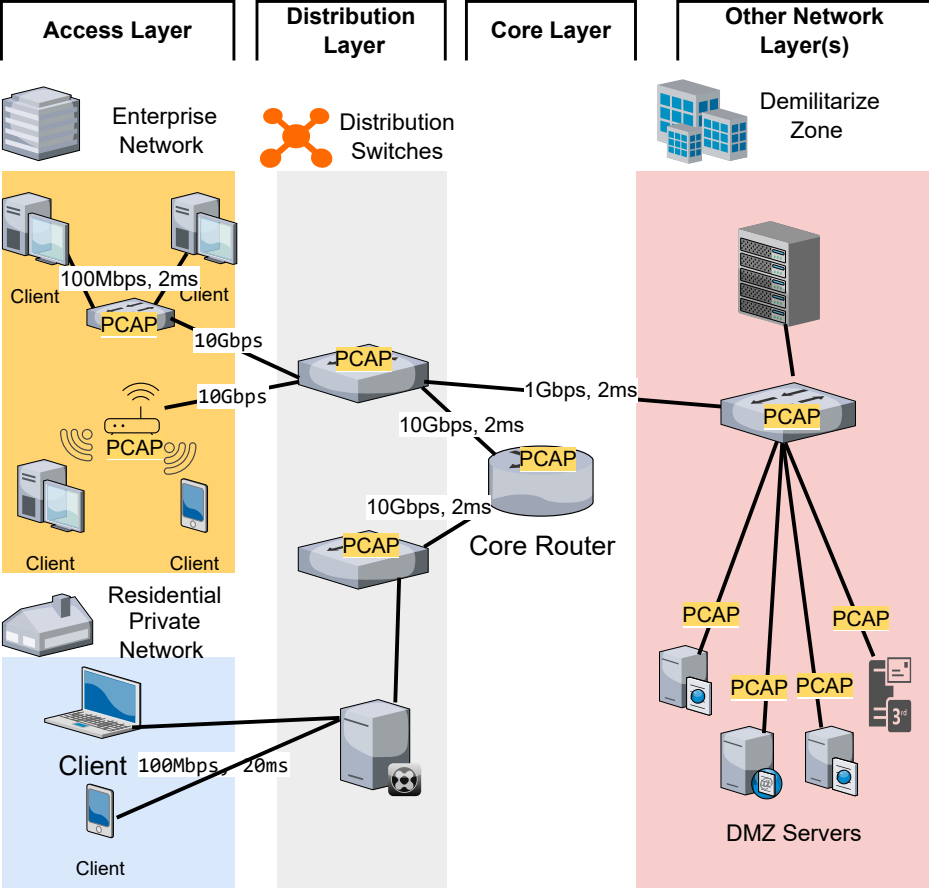 Access Layer
Distribution
Layer
Core Layer
Other Network
Layer(s)
Enterprise
Network
Distribution
Switches
Demilitarize
Zone
Client
100Mbps, 2ms
Client
PCAP
10Gbps
PCAP
10Gbps
1Gbps, 2ms
PCAP
10Gbps, 2ms
PCAP
PCAP
10Gbps, 2ms
PCAP
Core Router
Client
Client
Residential
Private
Network
PCAP
PCAP
PCAP
PCAP
3rd
Client
100Mbps, 20ms
@
DMZ Servers
Client